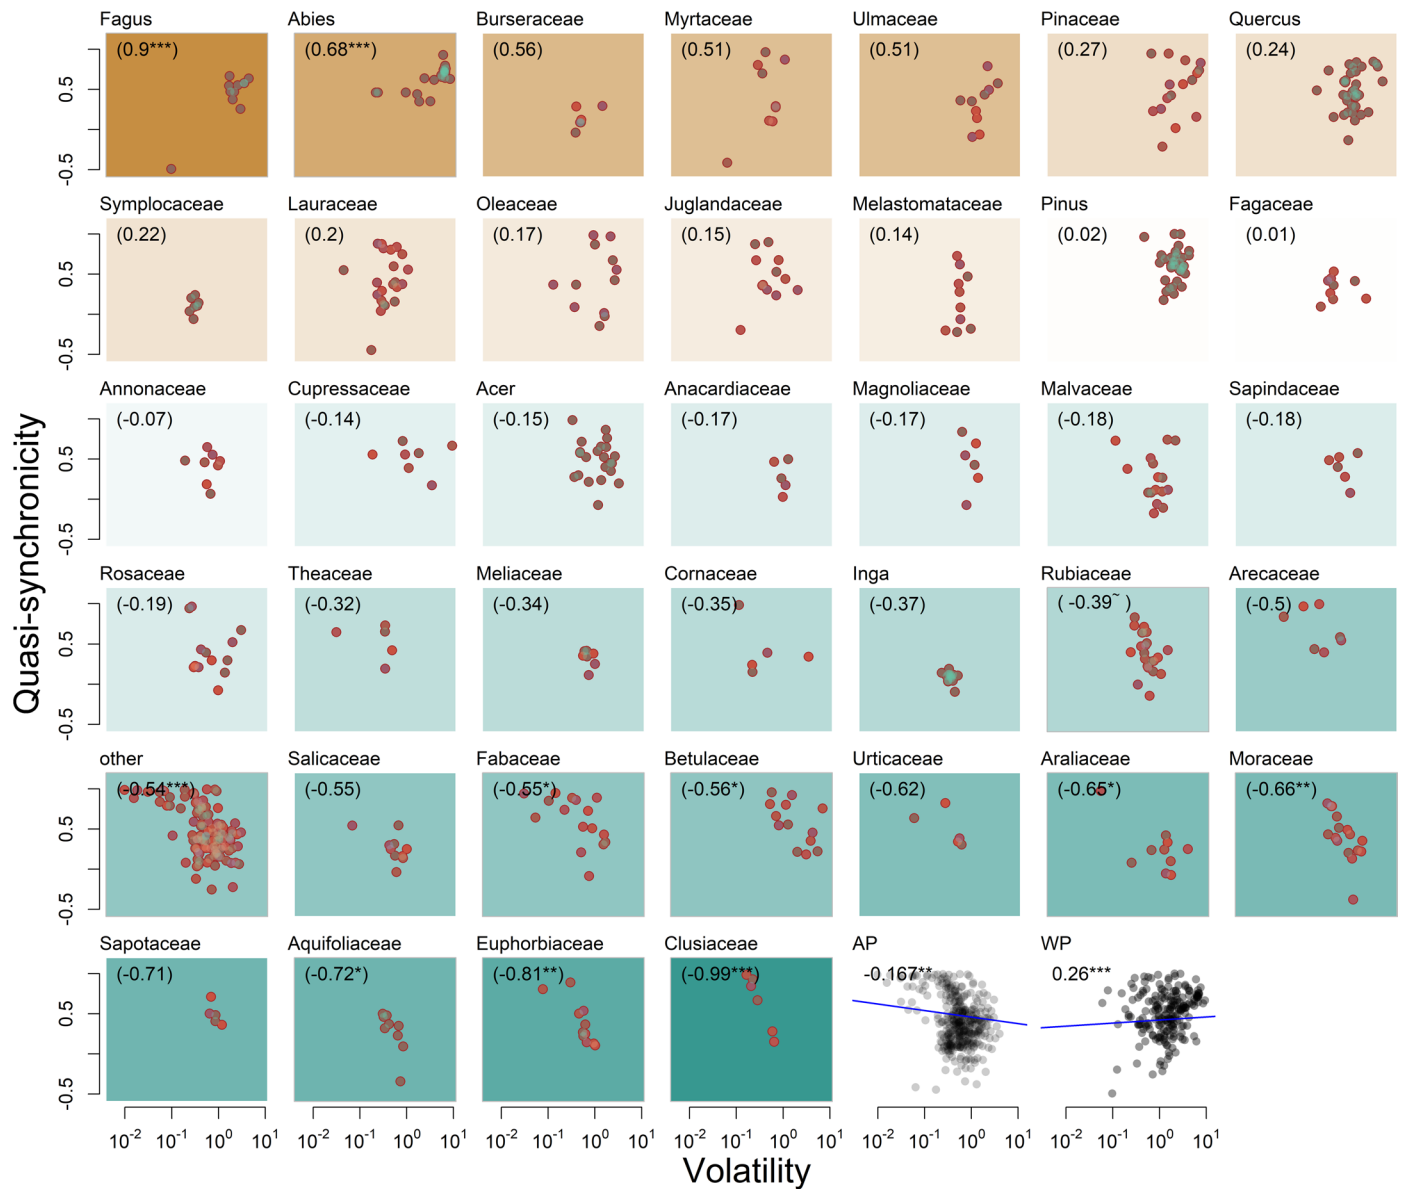 Fagus Abies Burseraceae Myrtaceae Ulmaceae Pinaceae Quercus
(0.9***) (0.68***) (0.56) (0.51) (0.51) (0.27) (0.24)
0.5
-0.5
Symplocaceae Lauraceae Oleaceae Juglandaceae Melastomataceae Pinus Fagaceae
(0.22) (0.2) (0.17) (0.15) (0.14) (0.02) (0.01)
0.5
-0.5
Annonaceae Cupressaceae Acer Anacardiaceae Magnoliaceae Malvaceae Sapindaceae
(-0.07) (-0.14) (-0.15) (-0.17) (-0.17) (-0.18) (-0.18)
0.5
-0.5
Quasi-synchronicity
Rosaceae Theaceae Meliaceae Cornaceae Inga Rubiaceae Arecaceae
(-0.19) (-0.32) (-0.34) (-0.35) (-0.37) ( -0.39~ ) (-0.5)
0.5
-0.5
other Salicaceae Fabaceae Betulaceae Urticaceae Araliaceae Moraceae
(-0.54***) (-0.55) (-0.55*) (-0.56*) (-0.62) (-0.65*) (-0.66**)
0.5
-0.5
Sapotaceae Aquifoliaceae Euphorbiaceae Clusiaceae AP WP
(-0.71) (-0.72*) (-0.81**) (-0.99***) -0.167** 0.26***
0.5
-0.5
10⁻² 10⁻¹ 10⁰ 10¹ 10⁻² 10⁻¹ 10⁰ 10¹ 10⁻² 10⁻¹ 10⁰ 10¹ 10⁻² 10⁻¹ 10⁰ 10¹ 10⁻² 10⁻¹ 10⁰ 10¹ 10⁻² 10⁻¹ 10⁰ 10¹
Volatility